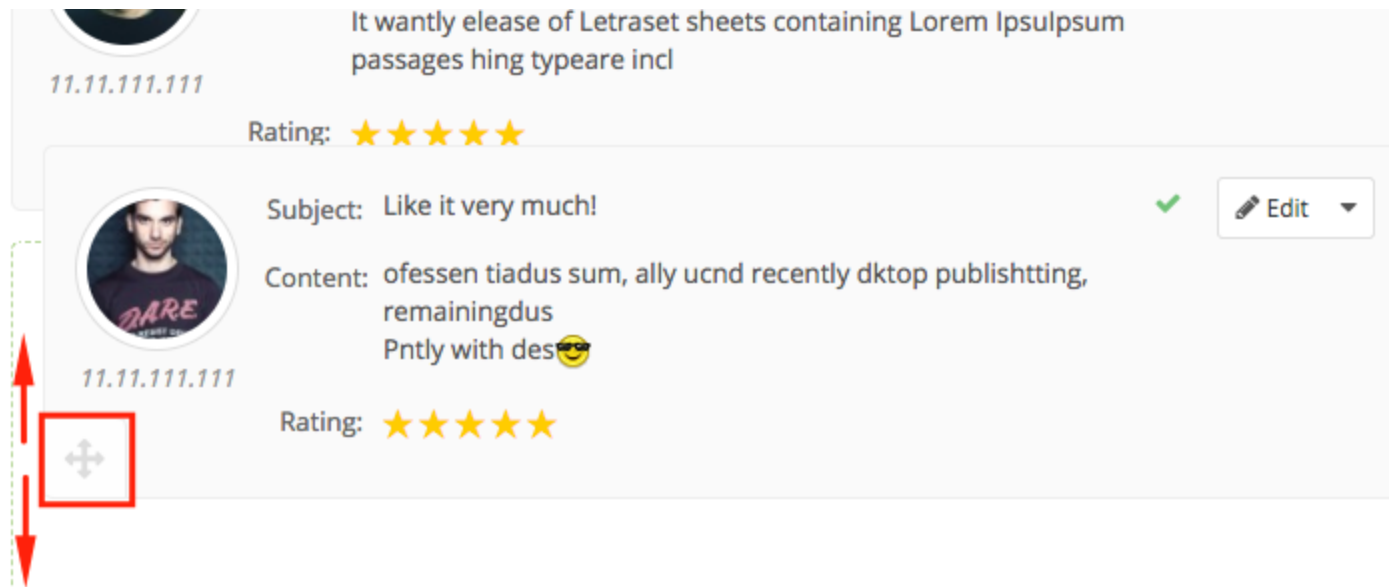 It wantly elease of Letraset sheets containing Lorem Ipsulpsum
passages hing typeare incl
11.11.111.111
Rating:
Subject: Like it very much!
Edit
Content: ofessen tiadus sum, ally ucnd recently dktop publishtting,
remainingdus
Pntly with des
DARE
11.11.111.111
Rating: